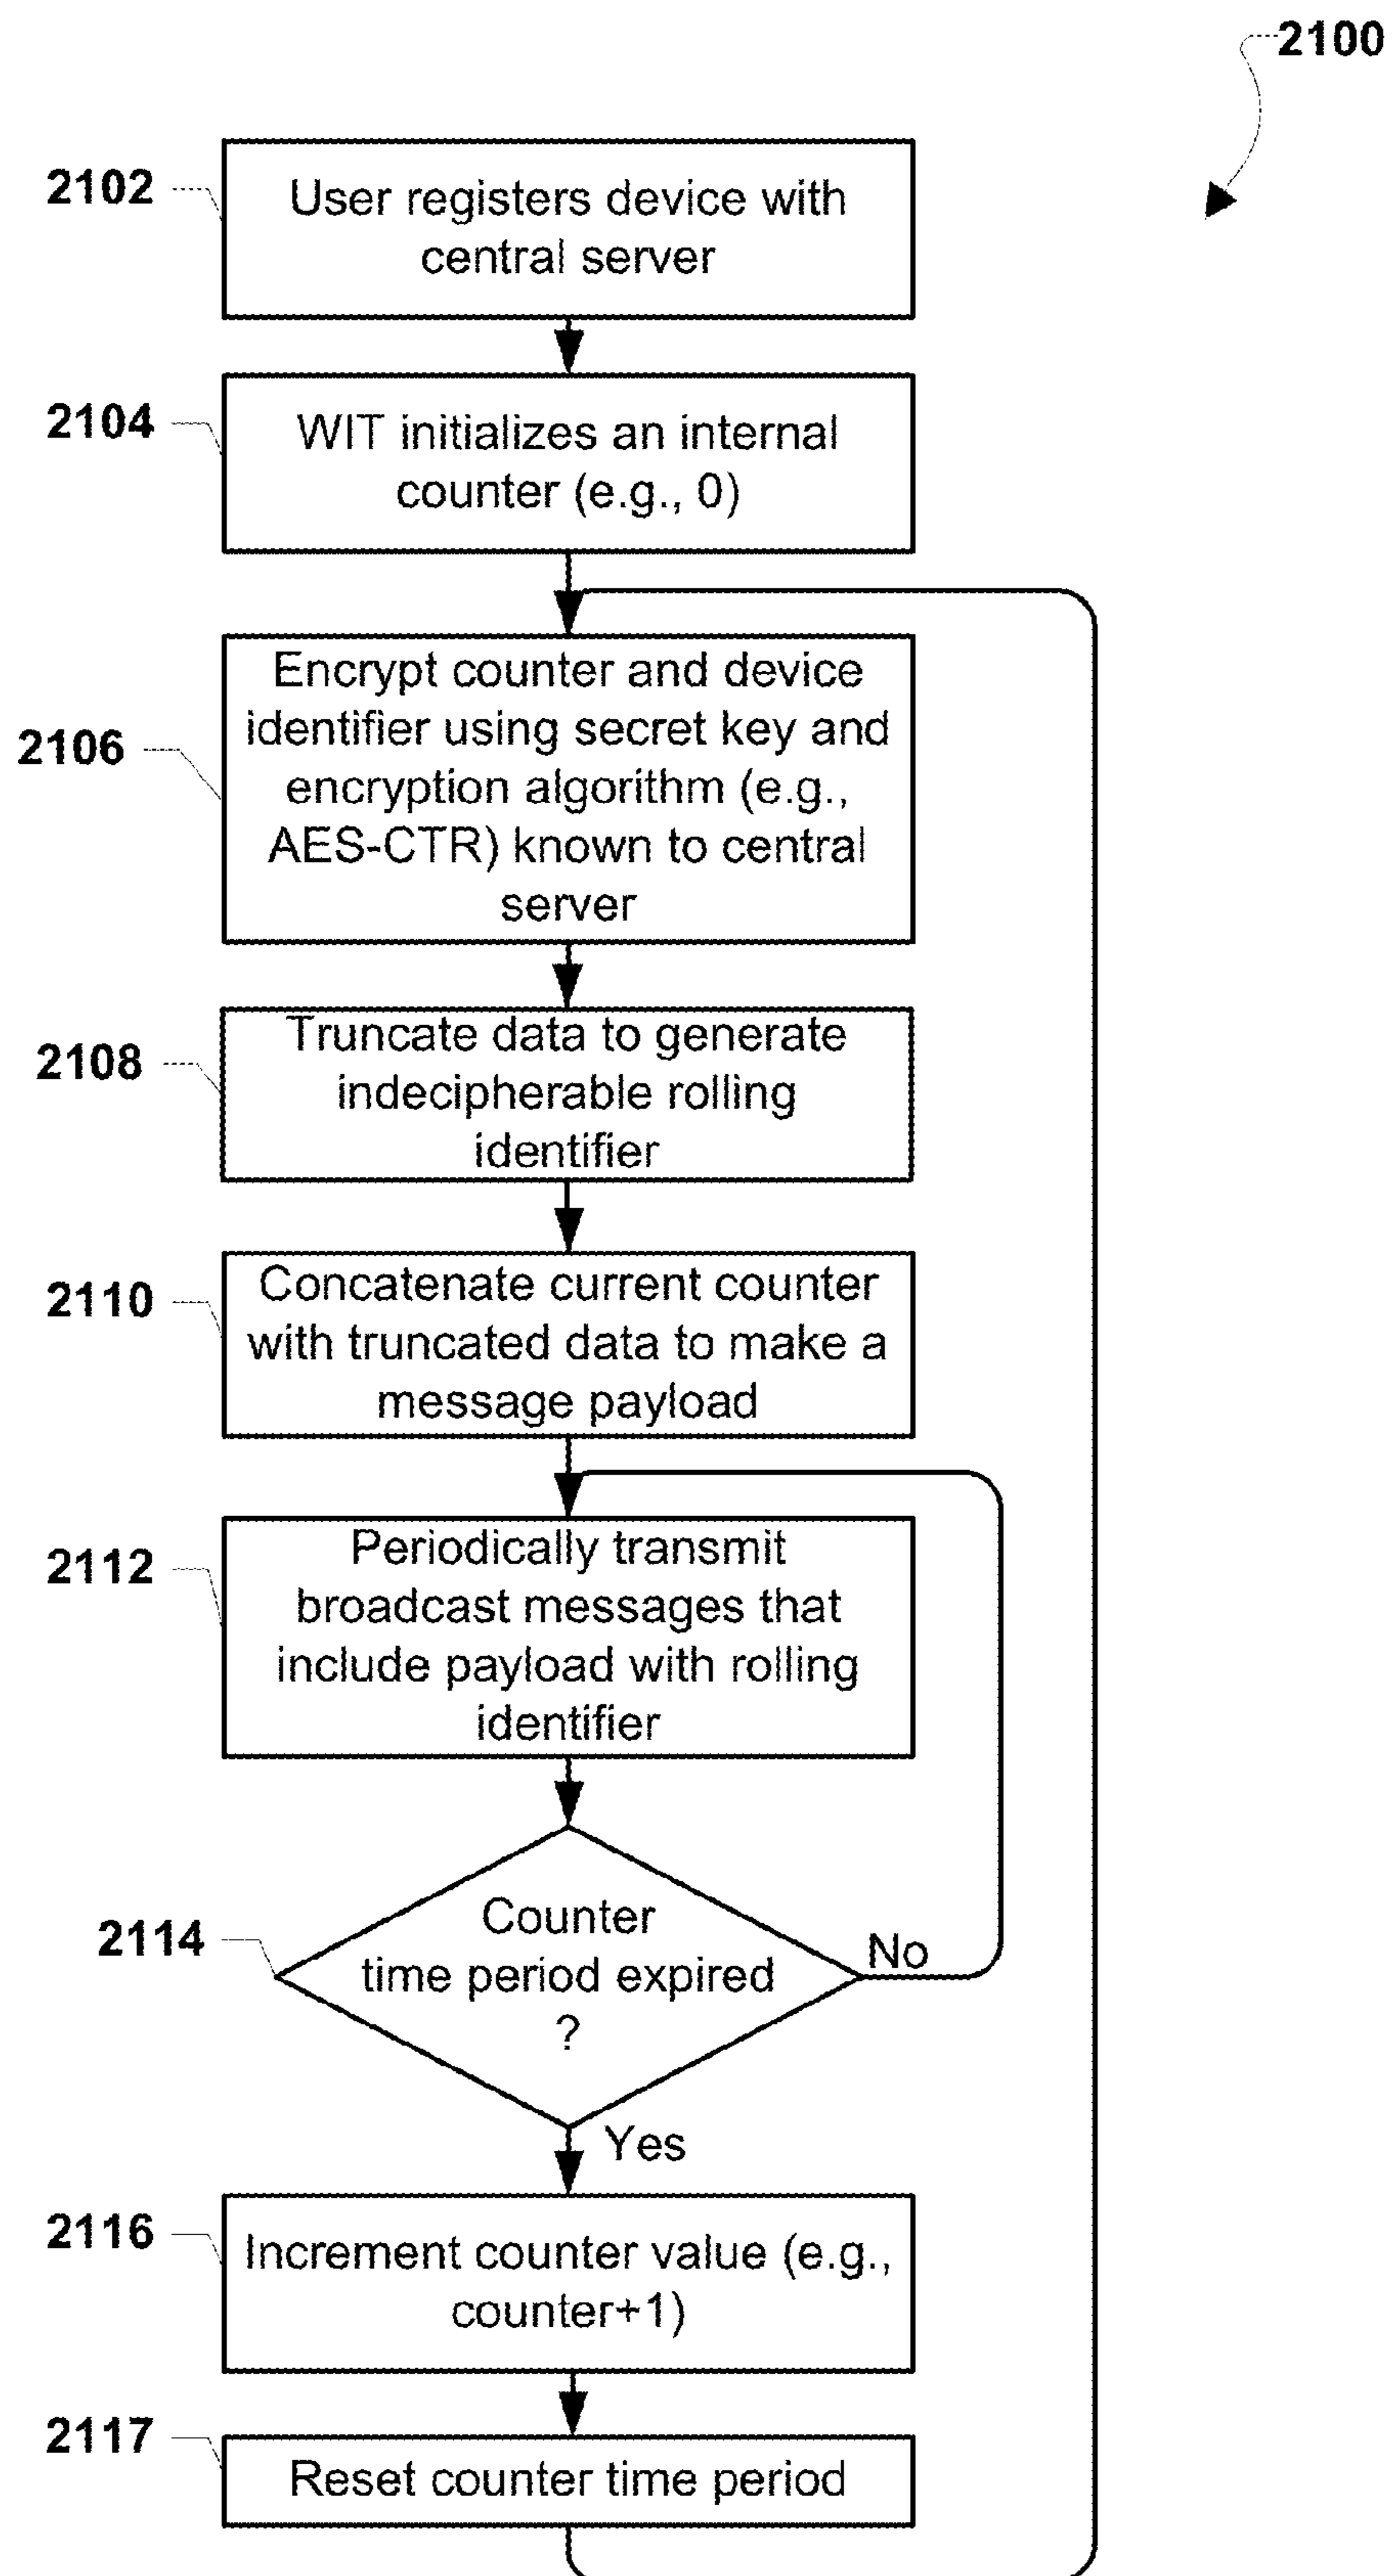 2100
2102
User registers device with
central server
2104
WIT initializes an internal
counter (e.g., 0)
2106
Encrypt counter and device
identifier using secret key and
encryption algorithm (e.g.,
AES-CTR) known to central
server
2108
Truncate data to generate
indecipherable rolling
identifier
2110
Concatenate current counter
with truncated data to make a
message payload
2112
Periodically transmit
broadcast messages that
include payload with rolling
identifier
2114
Counter
time period expired
?
No
Yes
2116
Increment counter value (e.g.,
counter+1)
2117
Reset counter time period